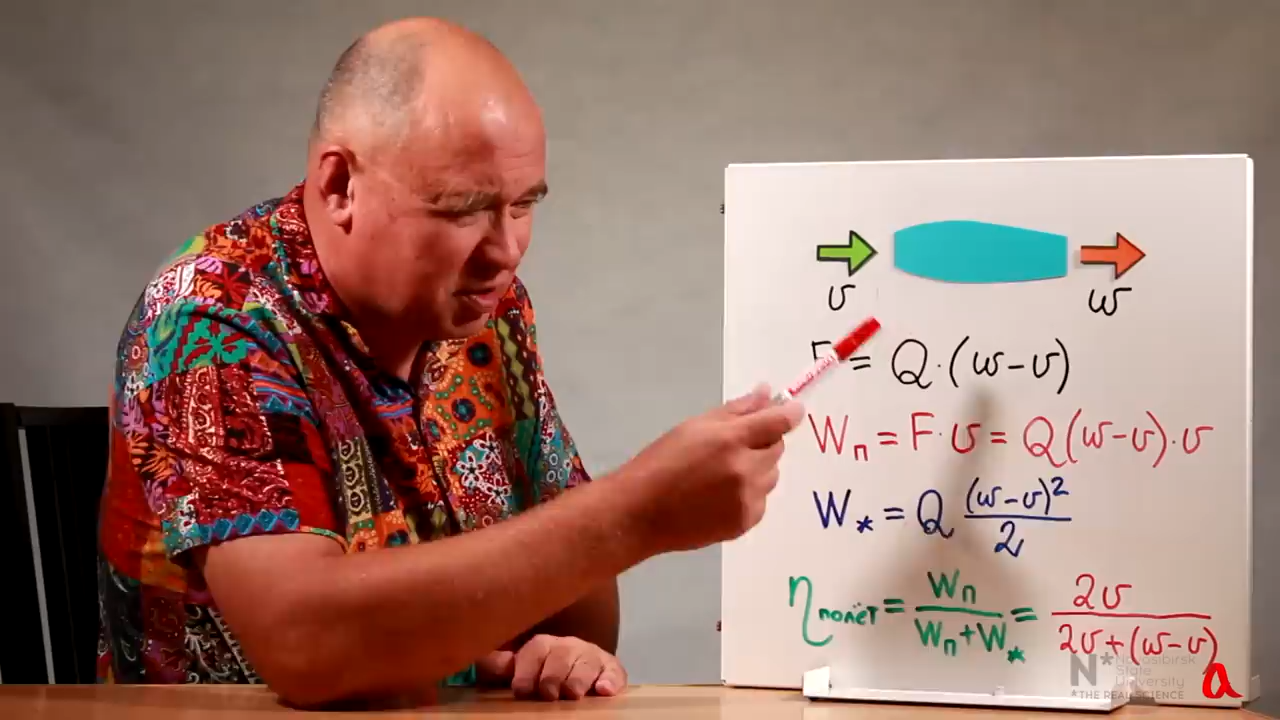 υ
w
F = Q·(w-υ)
Wп = F·υ = Q(w-υ)·υ
W* = Q (w-υ)²/2
ηполёт = Wп/(Wп+W*) = 2υ/(2υ+(w-υ))
N* Novosibirsk
State
University
*THE REAL SCIENCE
a